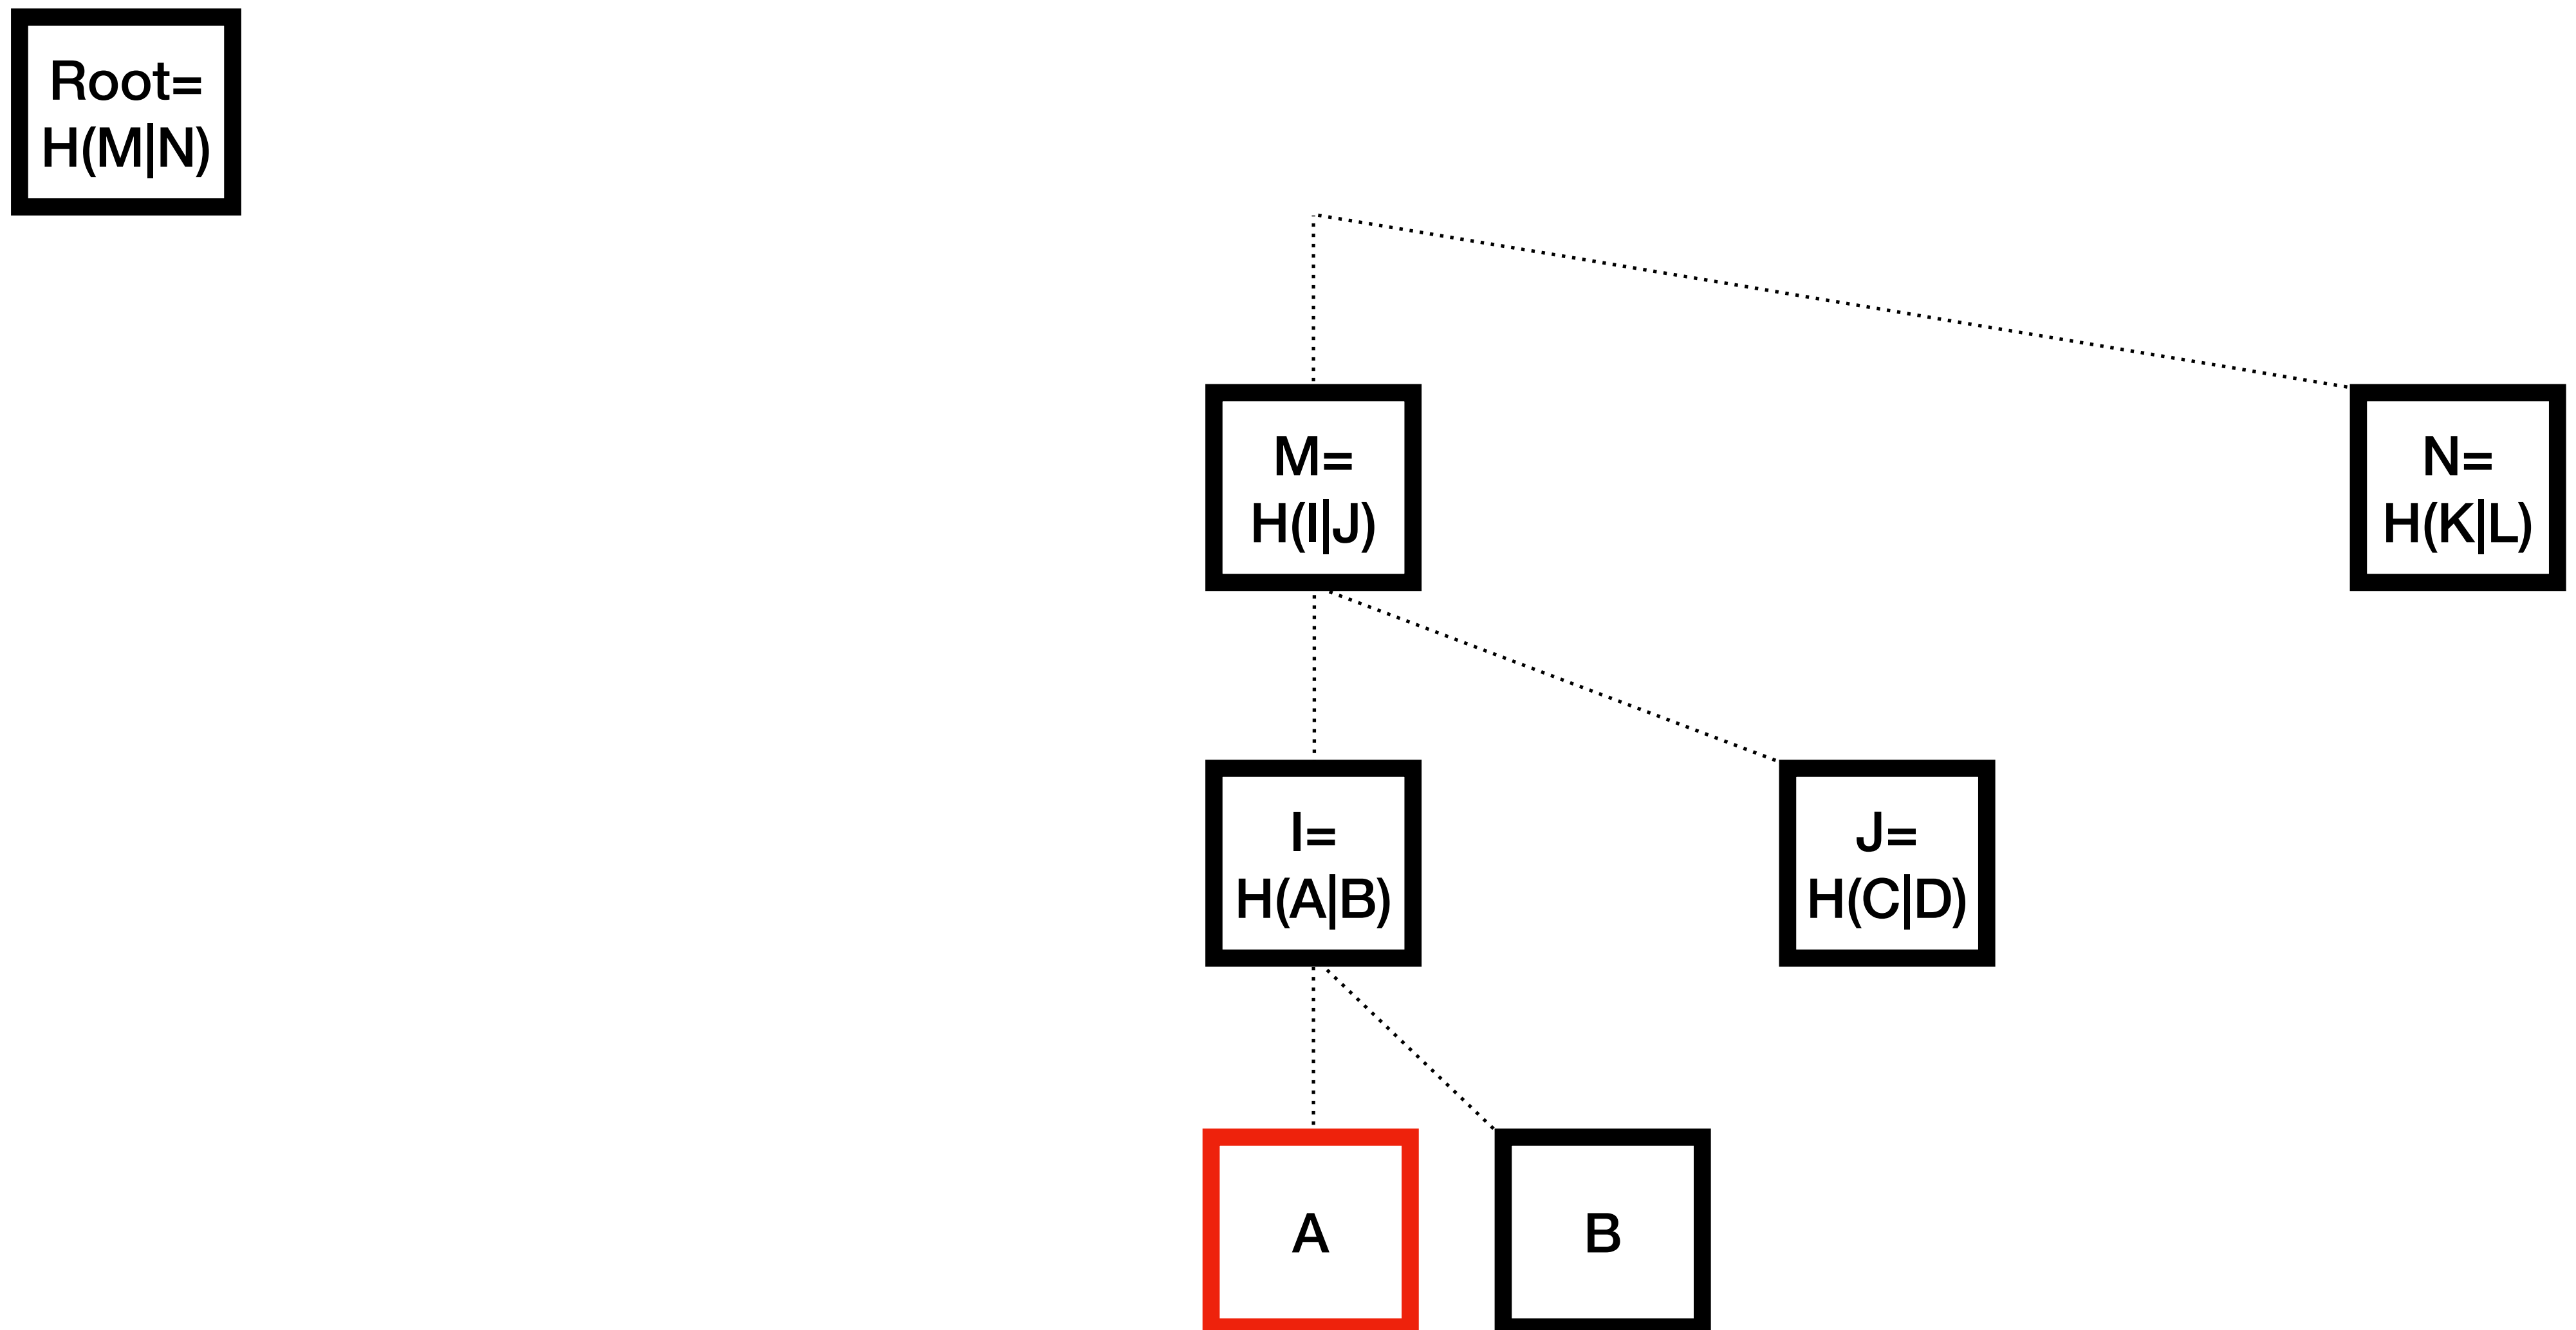 Root=
H(M|N)
M=
H(I|J)
N=
H(K|L)
I=
H(A|B)
J=
H(C|D)
A
B